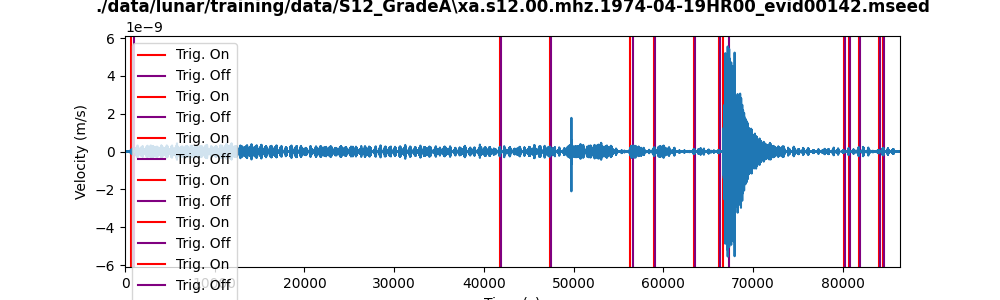 ./data/lunar/training/data/S12_GradeA\xa.s12.00.mhz.1974-04-19HR00_evid00142.mseed
1e−9
6
4
2
0
−2
−4
−6
Velocity (m/s)
Trig. On
Trig. Off
Trig. On
Trig. Off
Trig. On
Trig. Off
Trig. On
Trig. Off
Trig. On
Trig. Off
Trig. On
Trig. Off
0 10000 20000 30000 40000 50000 60000 70000 80000